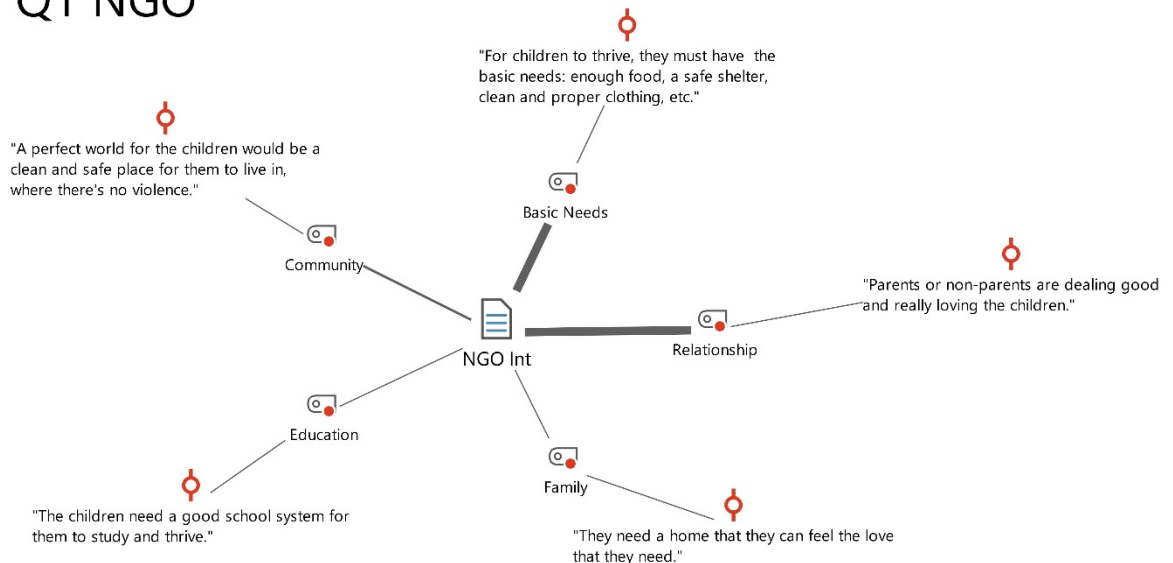 Q1 NGO
"For children to thrive, they must have the
basic needs: enough food, a safe shelter,
clean and proper clothing, etc."
"A perfect world for the children would be a
clean and safe place for them to live in,
where there's no violence."
Basic Needs
Community
"Parents or non-parents are dealing good
and really loving the children."
Relationship
NGO Int
Education
Family
"The children need a good school system for
them to study and thrive."
"They need a home that they can feel the love
that they need."